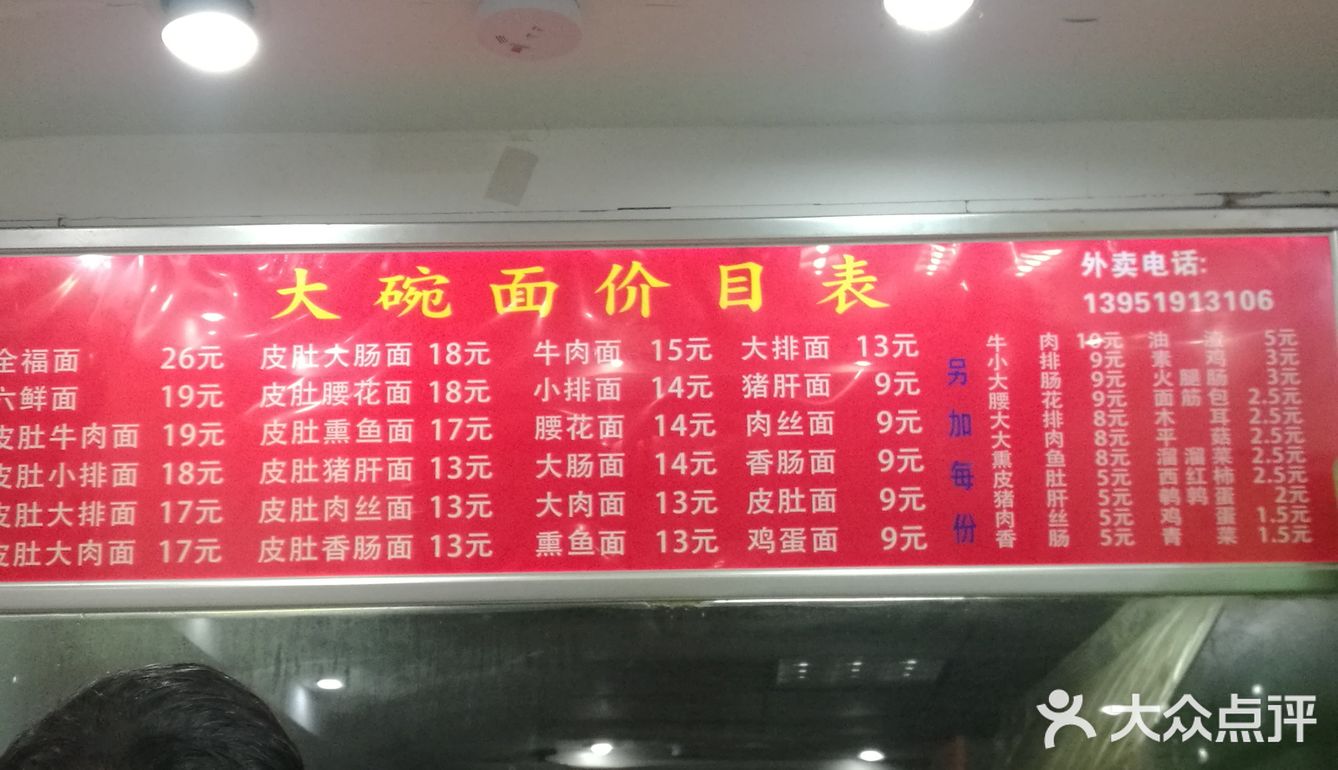 大碗面价目表
外卖电话:
13951913106
全福面 26元 皮肚大肠面 18元 牛肉面 15元 大排面 13元
六鲜面 19元 皮肚腰花面 18元 小排面 14元 猪肝面 9元
皮肚牛肉面 19元 皮肚熏鱼面 17元 腰花面 14元 肉丝面 9元
皮肚小排面 18元 皮肚猪肝面 13元 大肠面 14元 香肠面 9元
皮肚大排面 17元 皮肚肉丝面 13元 大肉面 13元 皮肚面 9元
皮肚大肉面 17元 皮肚香肠面 13元 熏鱼面 13元 鸡蛋面 9元
另加每份
牛肉 10元 油渣 5元
小排 9元 素鸡 3元
大肠 9元 火腿肠 3元
腰花 9元 面筋包 2.5元
大排 8元 木耳 2.5元
大肉 8元 平菇 2.5元
熏鱼 8元 菜 2.5元
皮肚 5元 西红柿 2.5元
猪肝 5元 鹌鹑蛋 2元
肉丝 5元 鸡蛋 1.5元
香肠 5元 青菜 1.5元
大众点评